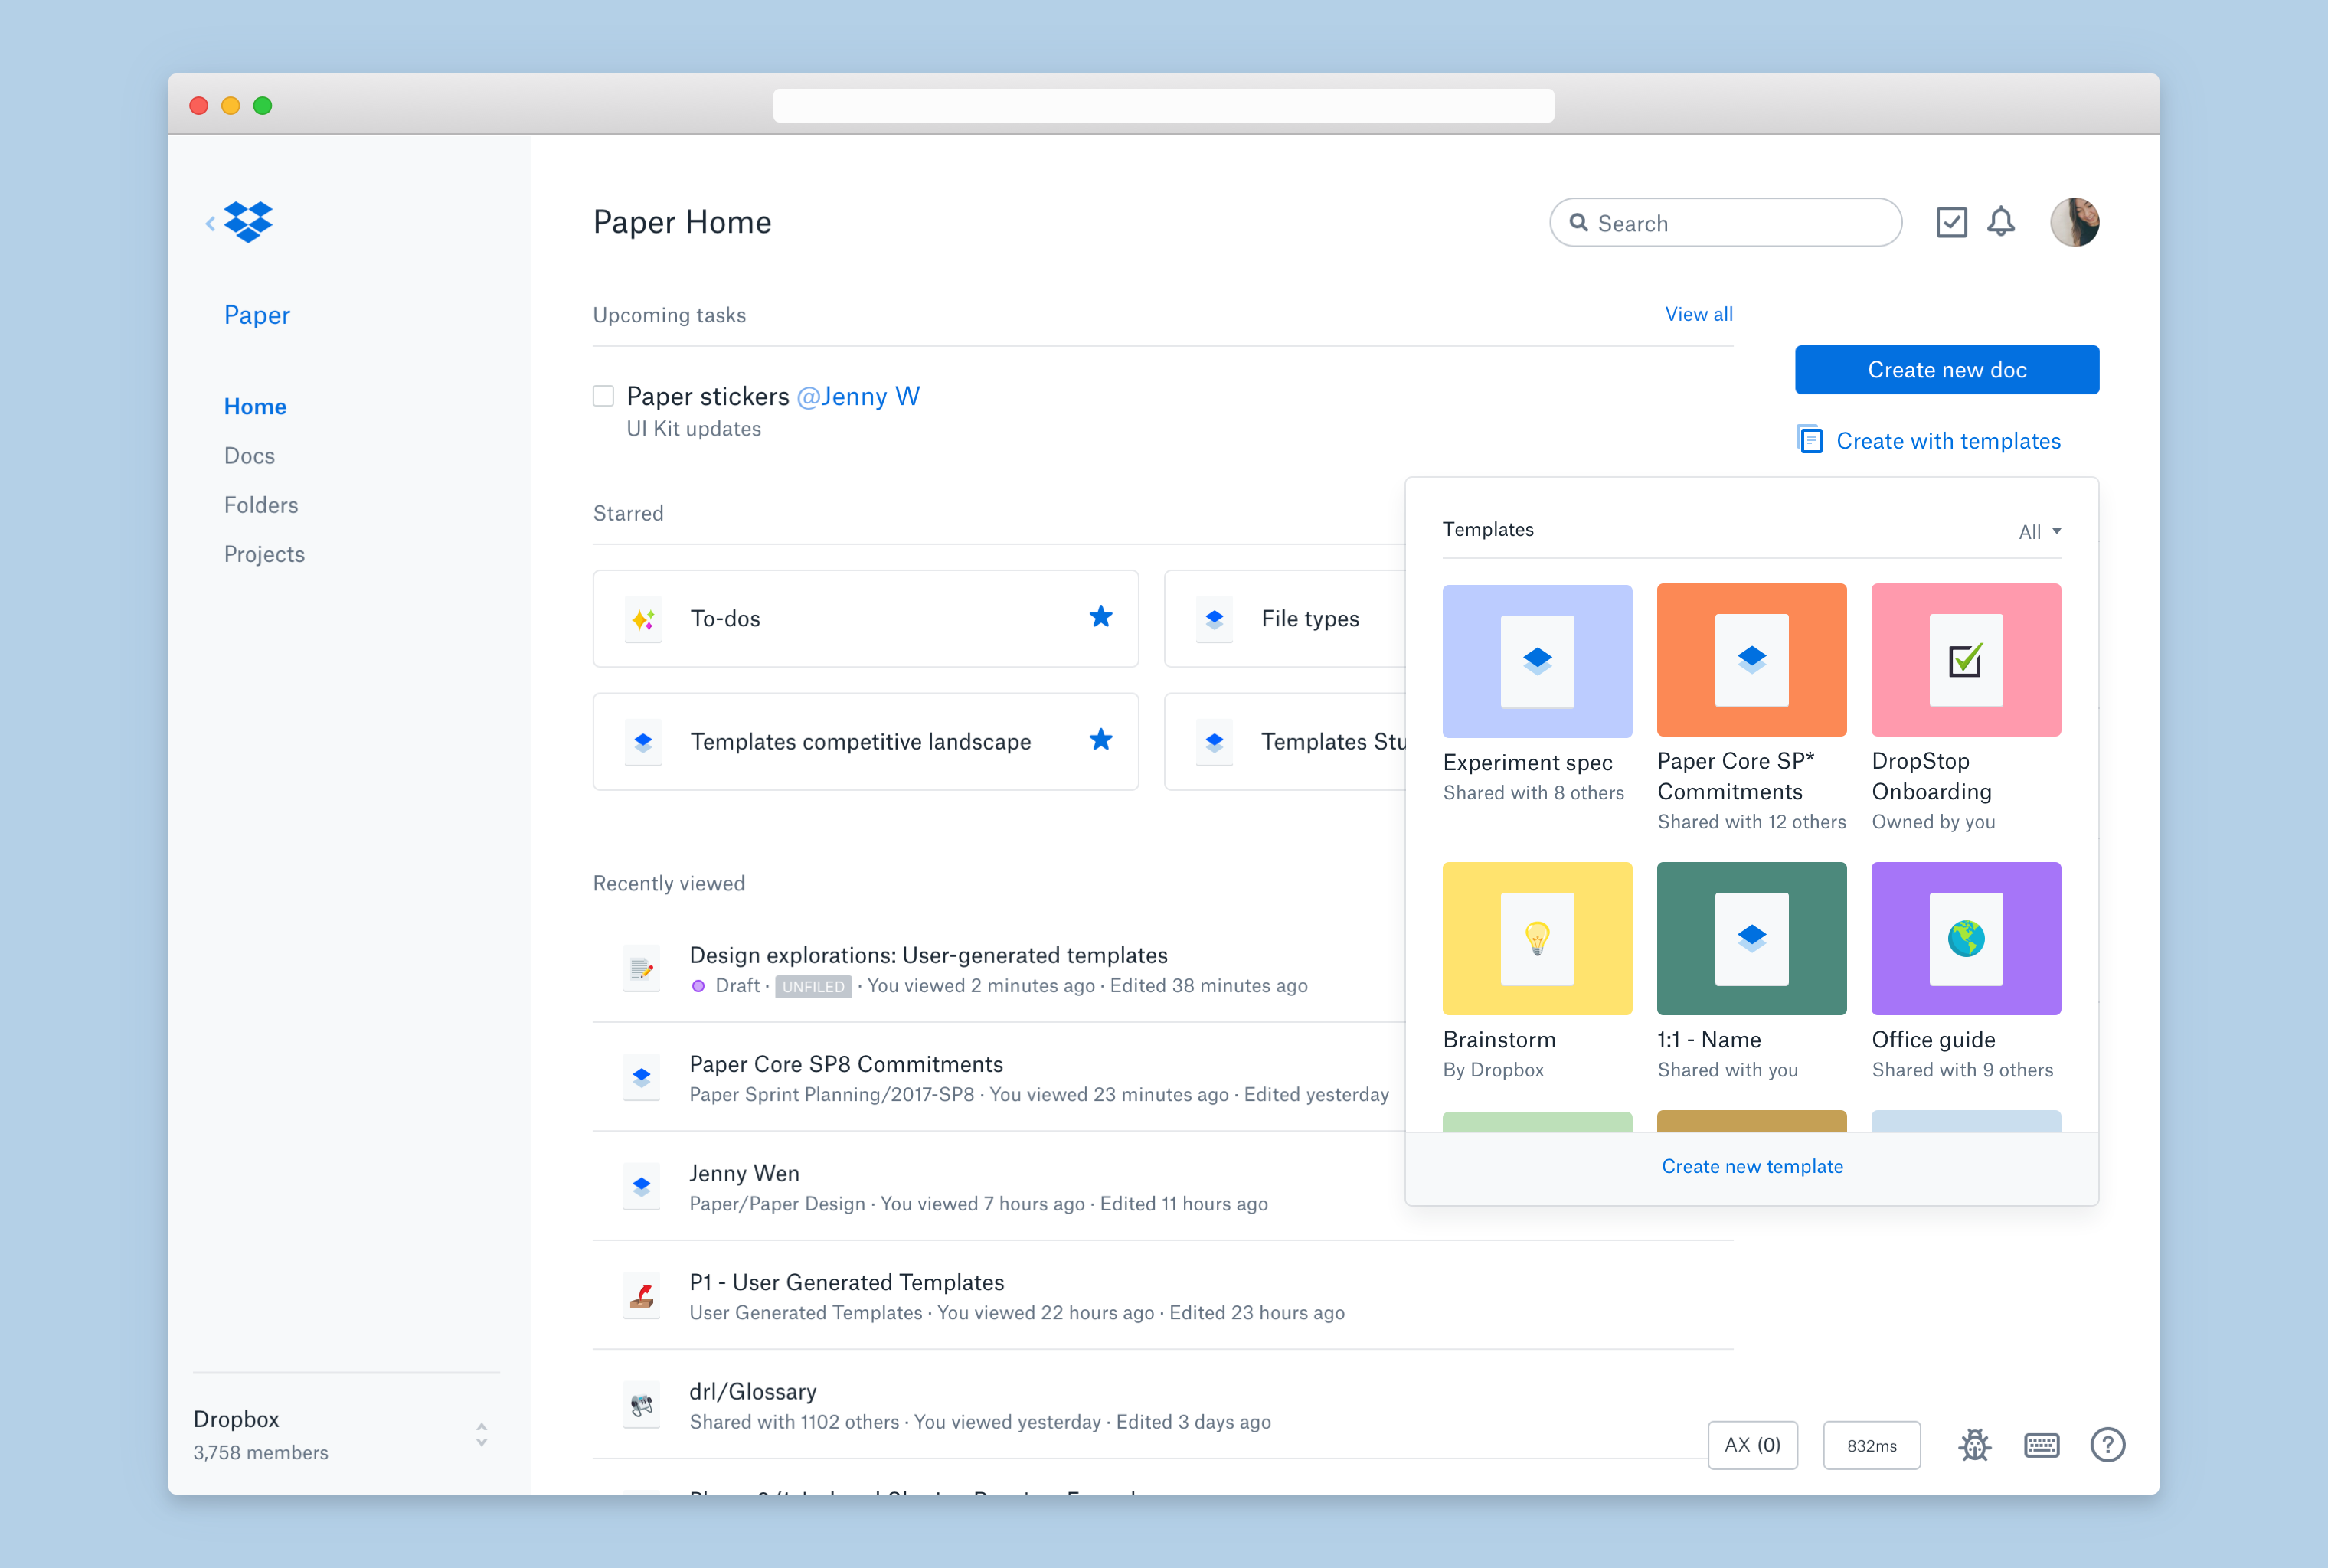 Paper Home
Search
Paper
Home
Docs
Folders
Projects
Dropbox
3,758 members
Upcoming tasks
View all
Paper stickers @Jenny W
UI Kit updates
Create new doc
Create with templates
Starred
To-dos
File types
Templates competitive landscape
Templates Stu
Recently viewed
Design explorations: User-generated templates
Draft · UNFILED · You viewed 2 minutes ago · Edited 38 minutes ago
Paper Core SP8 Commitments
Paper Sprint Planning/2017-SP8 · You viewed 23 minutes ago · Edited yesterday
Jenny Wen
Paper/Paper Design · You viewed 7 hours ago · Edited 11 hours ago
P1 - User Generated Templates
User Generated Templates · You viewed 22 hours ago · Edited 23 hours ago
drl/Glossary
Shared with 1102 others · You viewed yesterday · Edited 3 days ago
Templates
All
Experiment spec
Shared with 8 others
Paper Core SP*
Commitments
Shared with 12 others
DropStop
Onboarding
Owned by you
Brainstorm
By Dropbox
1:1 - Name
Shared with you
Office guide
Shared with 9 others
Create new template
AX (0)
832ms